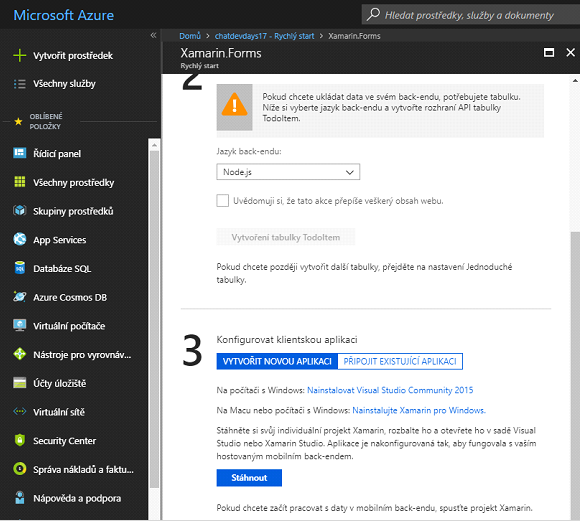 Microsoft Azure
Hledat prostředky, služby a dokumenty
Domů > chatdevdays17 - Rychlý start > Xamarin.Forms
Xamarin.Forms
Rychlý start
Vytvořit prostředek
Všechny služby
OBLÍBENÉ
POLOŽKY
Řídicí panel
Všechny prostředky
Skupiny prostředků
App Services
Databáze SQL
Azure Cosmos DB
Virtuální počítače
Nástroje pro vyrovnáv...
Účty úložiště
Virtuální sítě
Security Center
Správa nákladů a faktu...
Nápověda a podpora
2
Pokud chcete ukládat data ve svém back-endu, potřebujete tabulku.
Níže si vyberte jazyk back-endu a vytvořte rozhraní API tabulky
TodoItem.
Jazyk back-endu:
Node.js
Uvědomuji si, že tato akce přepíše veškerý obsah webu.
Vytvoření tabulky TodoItem
Pokud chcete později vytvořit další tabulky, přejděte na nastavení Jednoduché
tabulky.
3
Konfigurovat klientskou aplikaci
VYTVOŘIT NOVOU APLIKACI PŘIPOJIT EXISTUJÍCÍ APLIKACI
Na počítači s Windows: Nainstalovat Visual Studio Community 2015
Na Macu nebo počítači s Windows: Nainstalujte Xamarin pro Windows.
Stáhněte si svůj individuální projekt Xamarin, rozbalte ho a otevřete ho v sadě Visual
Studio nebo Xamarin Studio. Aplikace je nakonfigurovaná tak, aby fungovala s vaším
hostovaným mobilním back-endem.
Stáhnout
Pokud chcete začít pracovat s daty v mobilním back-endu, spusťte projekt Xamarin.